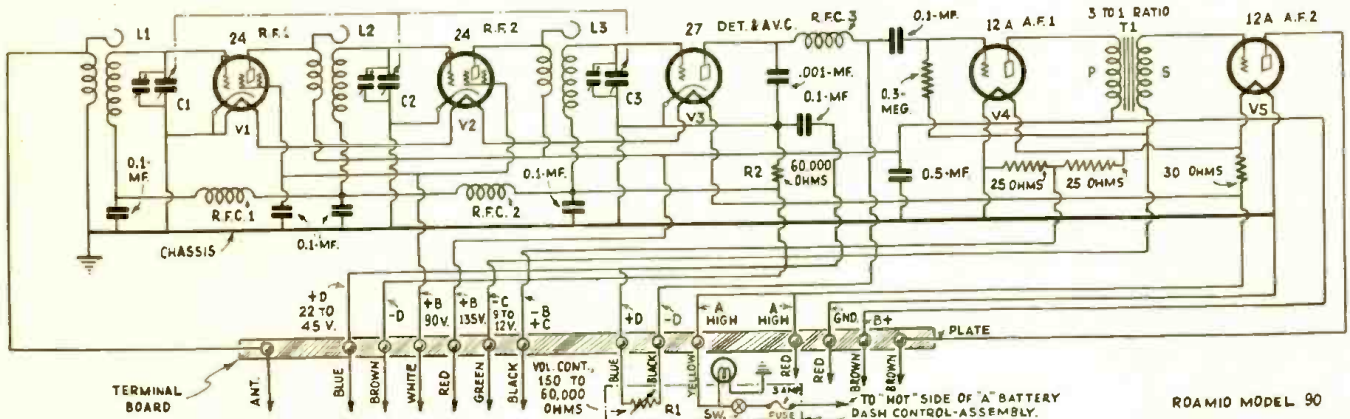 L1
24
R.F.1
L2
24
R.F.2
L3
27
DET. & A.V.C.
R.F.C.3
0.1-MF.
12A A.F.1
3 TO 1 RATIO
T1
12A A.F.2
C1
V1
C2
V2
C3
V3
.001-MF.
0.1-MF
0.3-
MEG.
V4
P
S
V5
0.1-
MF.
R.F.C.1
0.1-MF.
R.F.C. 2
0.1-MF.
R2
60,000
OHMS
0.5-MF.
25 OHMS
25 OHMS
30 OHMS
CHASSIS
+D
22 TO
45 V.
-D
+B
90V.
+B
135V.
-C
9 TO
12V.
-B
+C
+D
-D
A
HIGH
A
HIGH
GND.
B+
PLATE
TERMINAL
BOARD
ANT.
BLUE
BROWN
WHITE
RED
GREEN
BLACK
VOL. CONT.,
150 TO
60,000
OHMS
BLUE
BLACK
R1
YELLOW
SW.
3 AMP.
FUSE
RED
RED
BROWN
BROWN
TO "HOT" SIDE OF "A" BATTERY
DASH CONTROL-ASSEMBLY.
ROAMIO MODEL 90